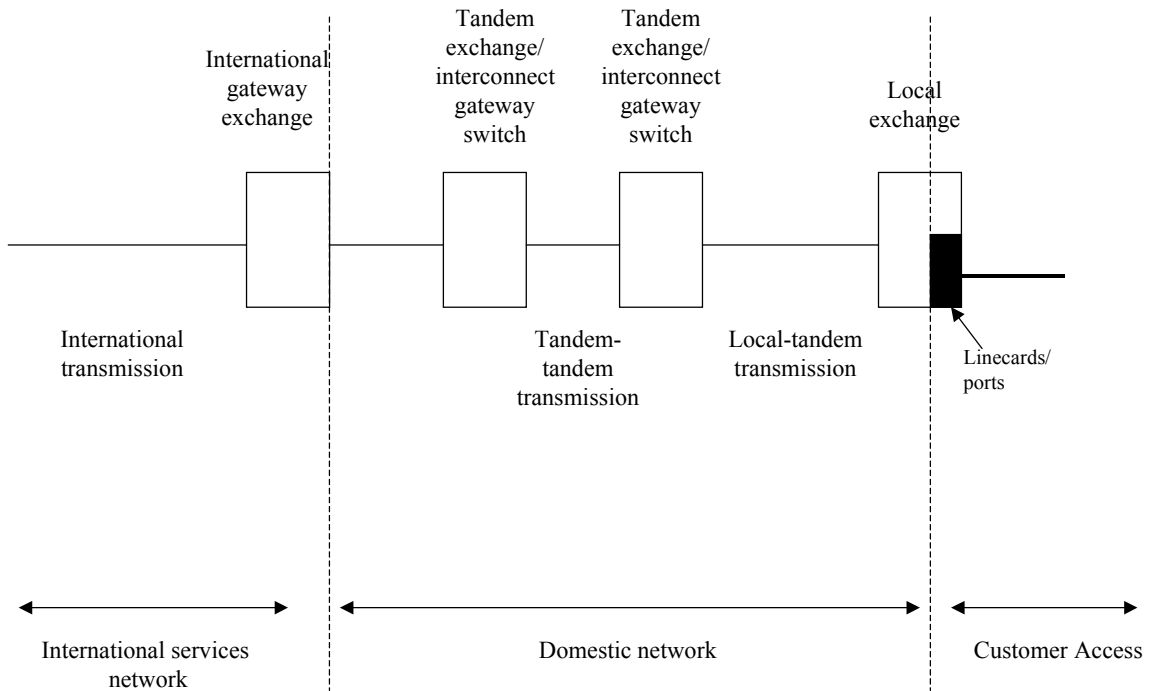 International
gateway
exchange
Tandem
exchange/
interconnect
gateway
switch
Tandem
exchange/
interconnect
gateway
switch
Local
exchange
International
transmission
Tandem-
tandem
transmission
Local-tandem
transmission
Linecards/
ports
International services
network
Domestic network
Customer Access